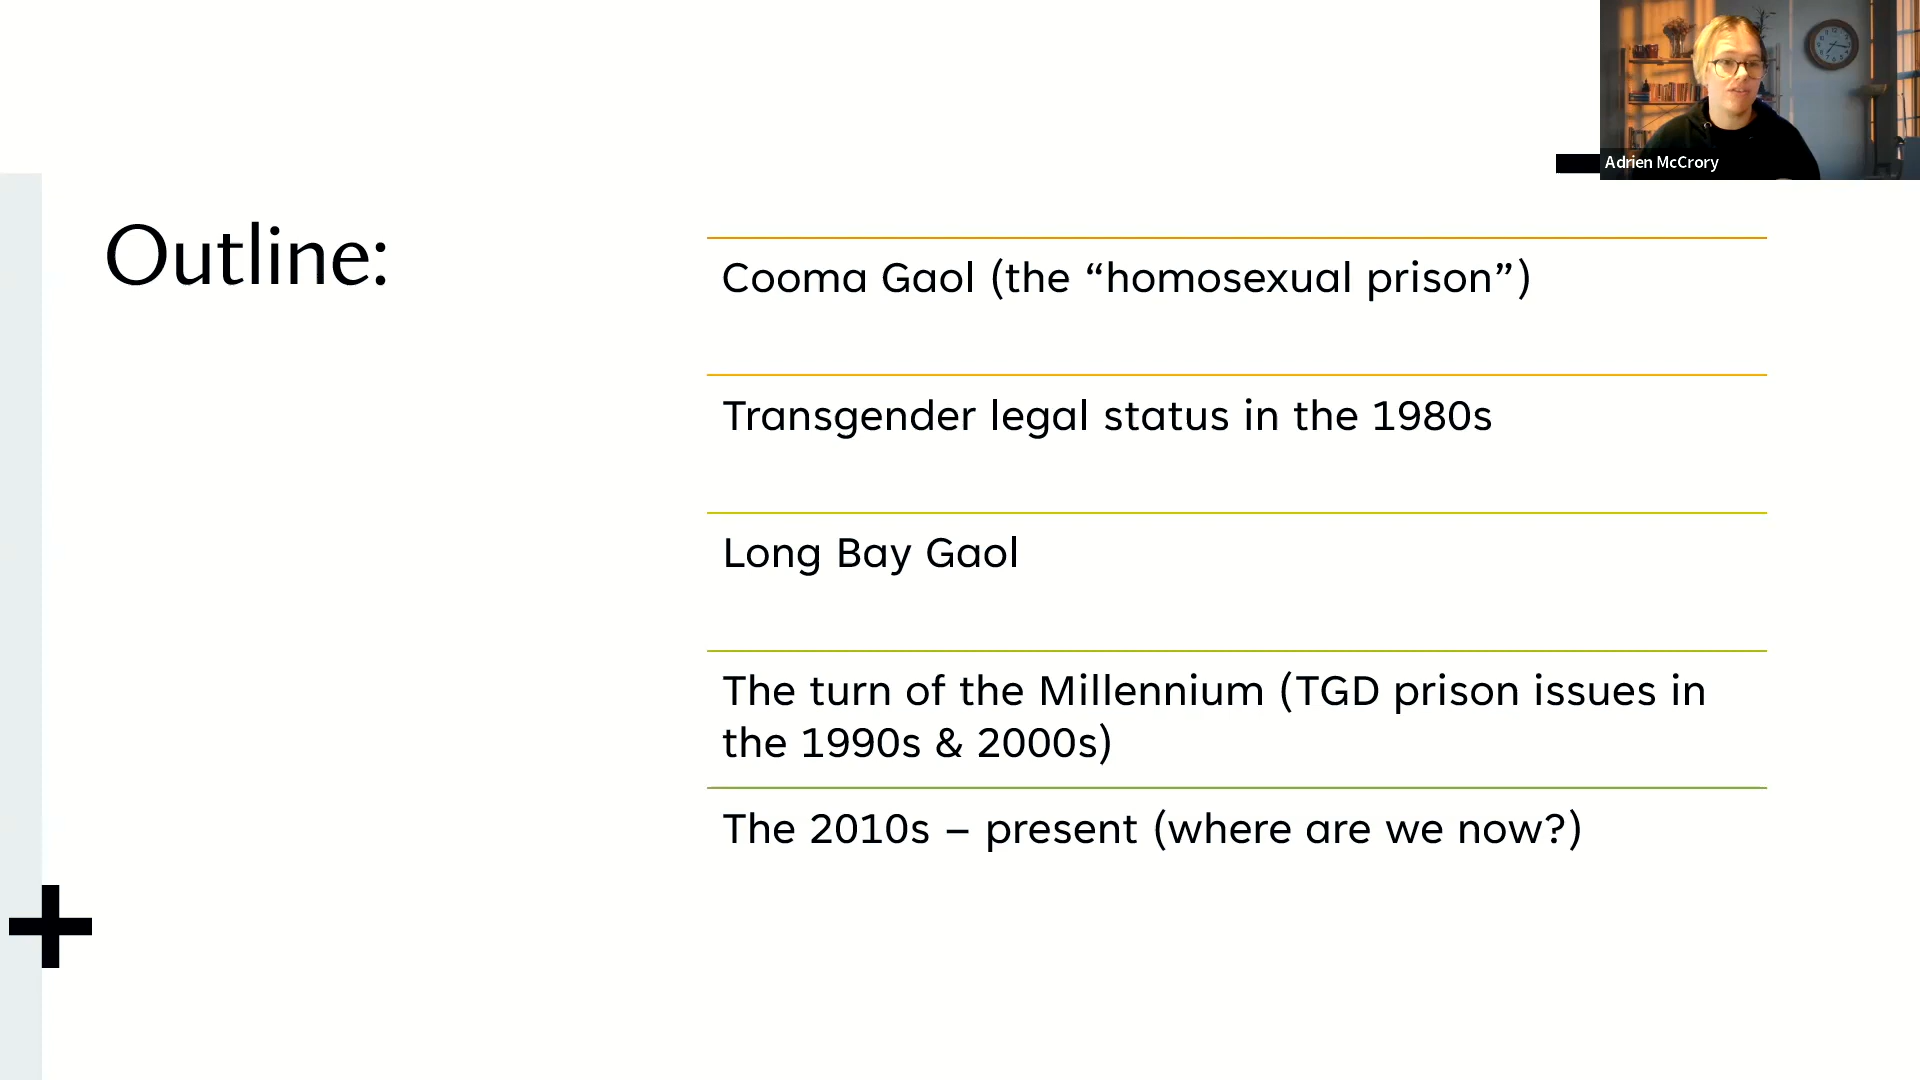 Adrien McCrory
Outline:
Cooma Gaol (the “homosexual prison”)
Transgender legal status in the 1980s
Long Bay Gaol
The turn of the Millennium (TGD prison issues in
the 1990s & 2000s)
The 2010s – present (where are we now?)